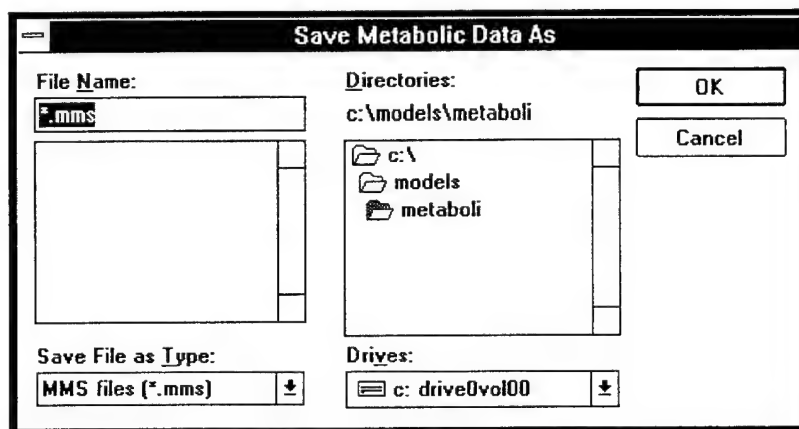 Save Metabolic Data As
File Name:
*.mms
Directories:
c:\models\metaboli
c:\
models
metaboli
OK
Cancel
Save File as Type:
MMS files (*.mms)
Drives:
c: drive0vol00